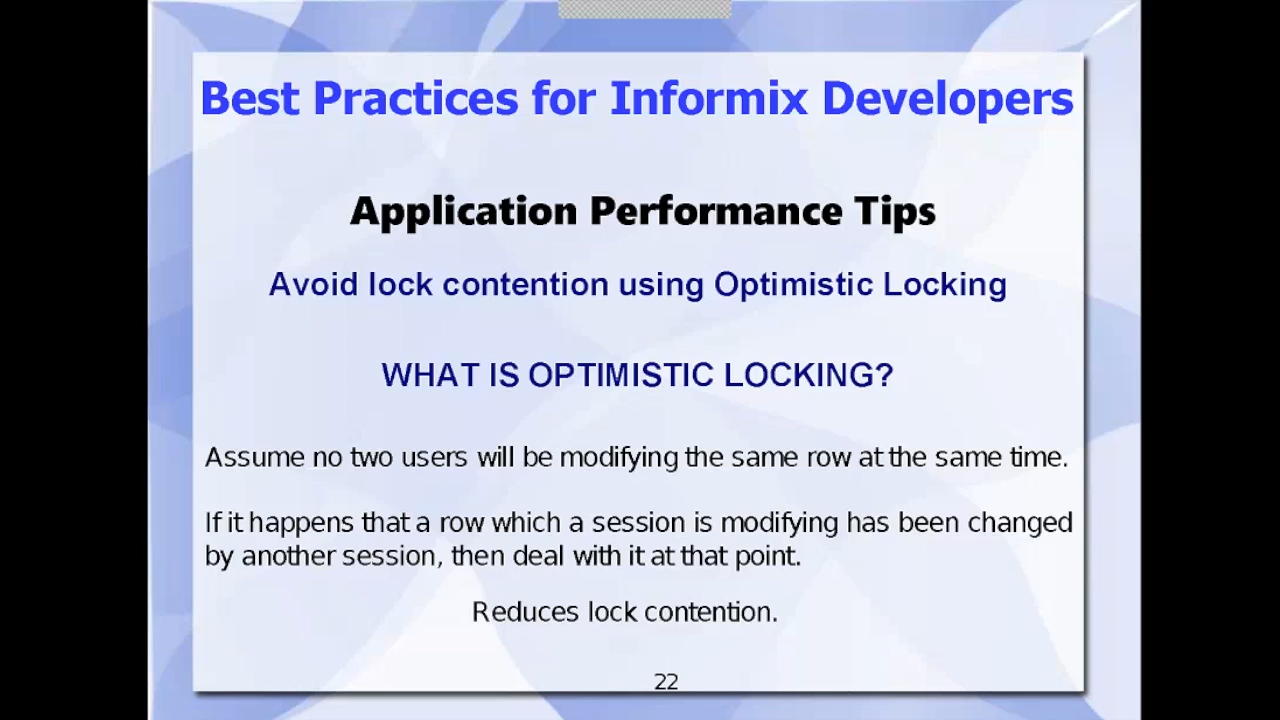 Best Practices for Informix Developers
Application Performance Tips
Avoid lock contention using Optimistic Locking
WHAT IS OPTIMISTIC LOCKING?
Assume no two users will be modifying the same row at the same time.
If it happens that a row which a session is modifying has been changed
by another session, then deal with it at that point.
Reduces lock contention.
22